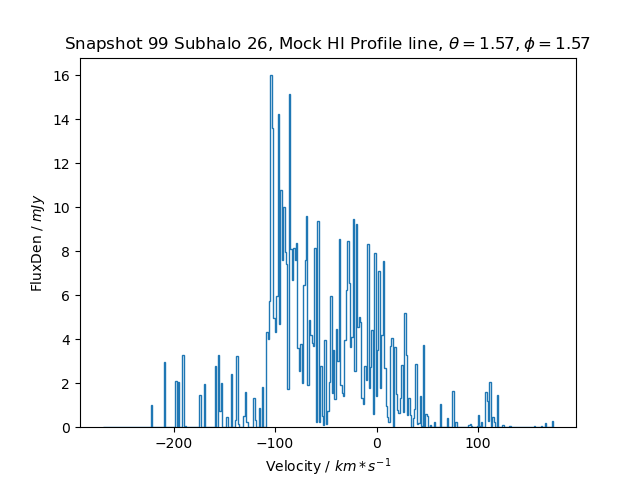 Snapshot 99 Subhalo 26, Mock HI Profile line, θ = 1.57, ϕ = 1.57
16
14
12
10
8
6
4
2
0
FluxDen / mJy
−200 −100 0 100
Velocity / km * s⁻¹